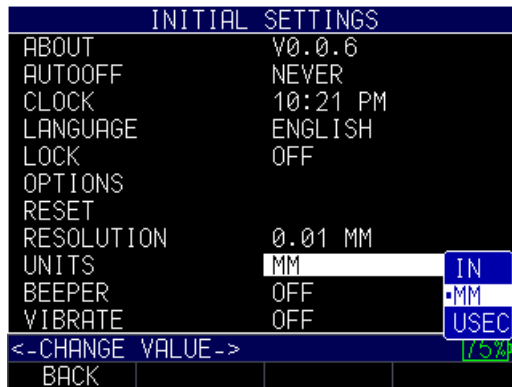 INITIAL SETTINGS
ABOUT V0.0.6
AUTOOFF NEVER
CLOCK 10:21 PM
LANGUAGE ENGLISH
LOCK OFF
OPTIONS
RESET
RESOLUTION 0.01 MM
UNITS MM IN
BEEPER OFF ▪MM
VIBRATE OFF USEC
<-CHANGE VALUE-> 75%
BACK